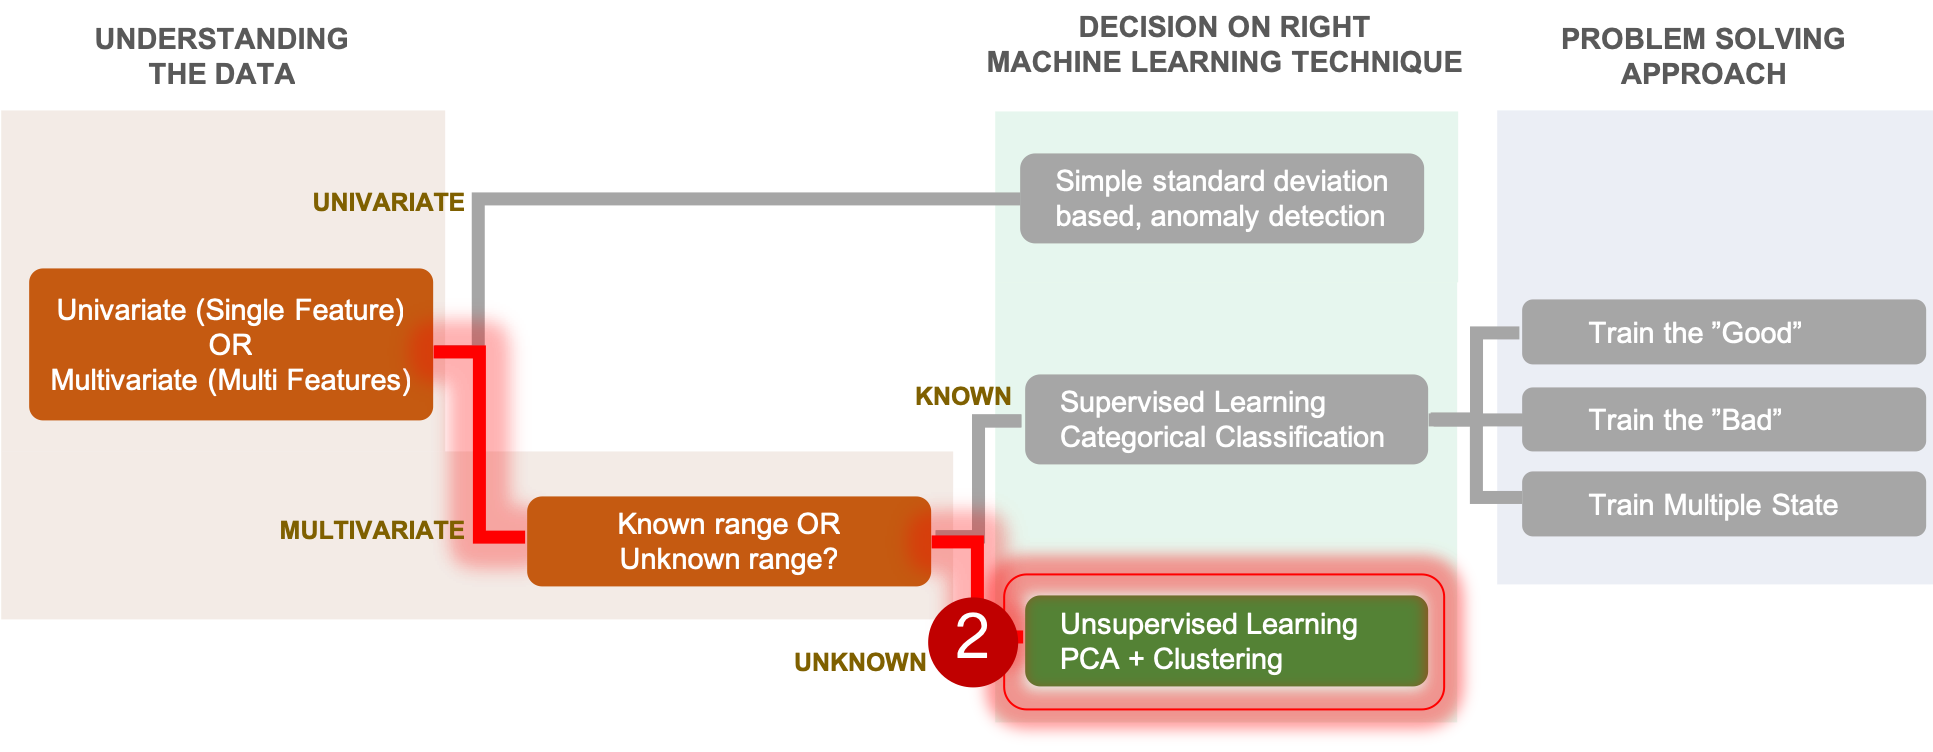 UNDERSTANDING
THE DATA
DECISION ON RIGHT
MACHINE LEARNING TECHNIQUE
PROBLEM SOLVING
APPROACH
UNIVARIATE
Simple standard deviation
based, anomaly detection
Univariate (Single Feature)
OR
Multivariate (Multi Features)
KNOWN
Supervised Learning
Categorical Classification
Train the ”Good”
Train the ”Bad”
Train Multiple State
MULTIVARIATE
Known range OR
Unknown range?
UNKNOWN
2
Unsupervised Learning
PCA + Clustering